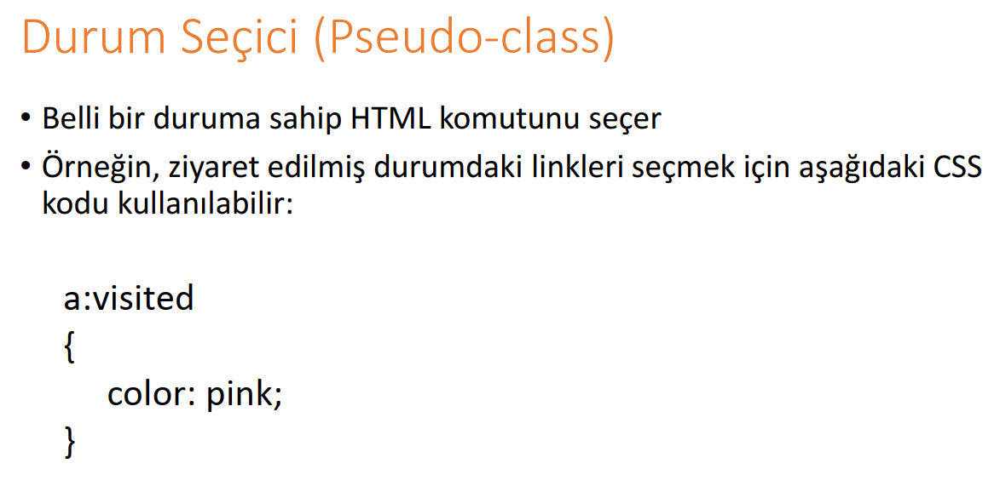 Durum Seçici (Pseudo-class)
• Belli bir duruma sahip HTML komutunu seçer
• Örneğin, ziyaret edilmiş durumdaki linkleri seçmek için aşağıdaki CSS
kodu kullanılabilir:
a:visited
{
color: pink;
}